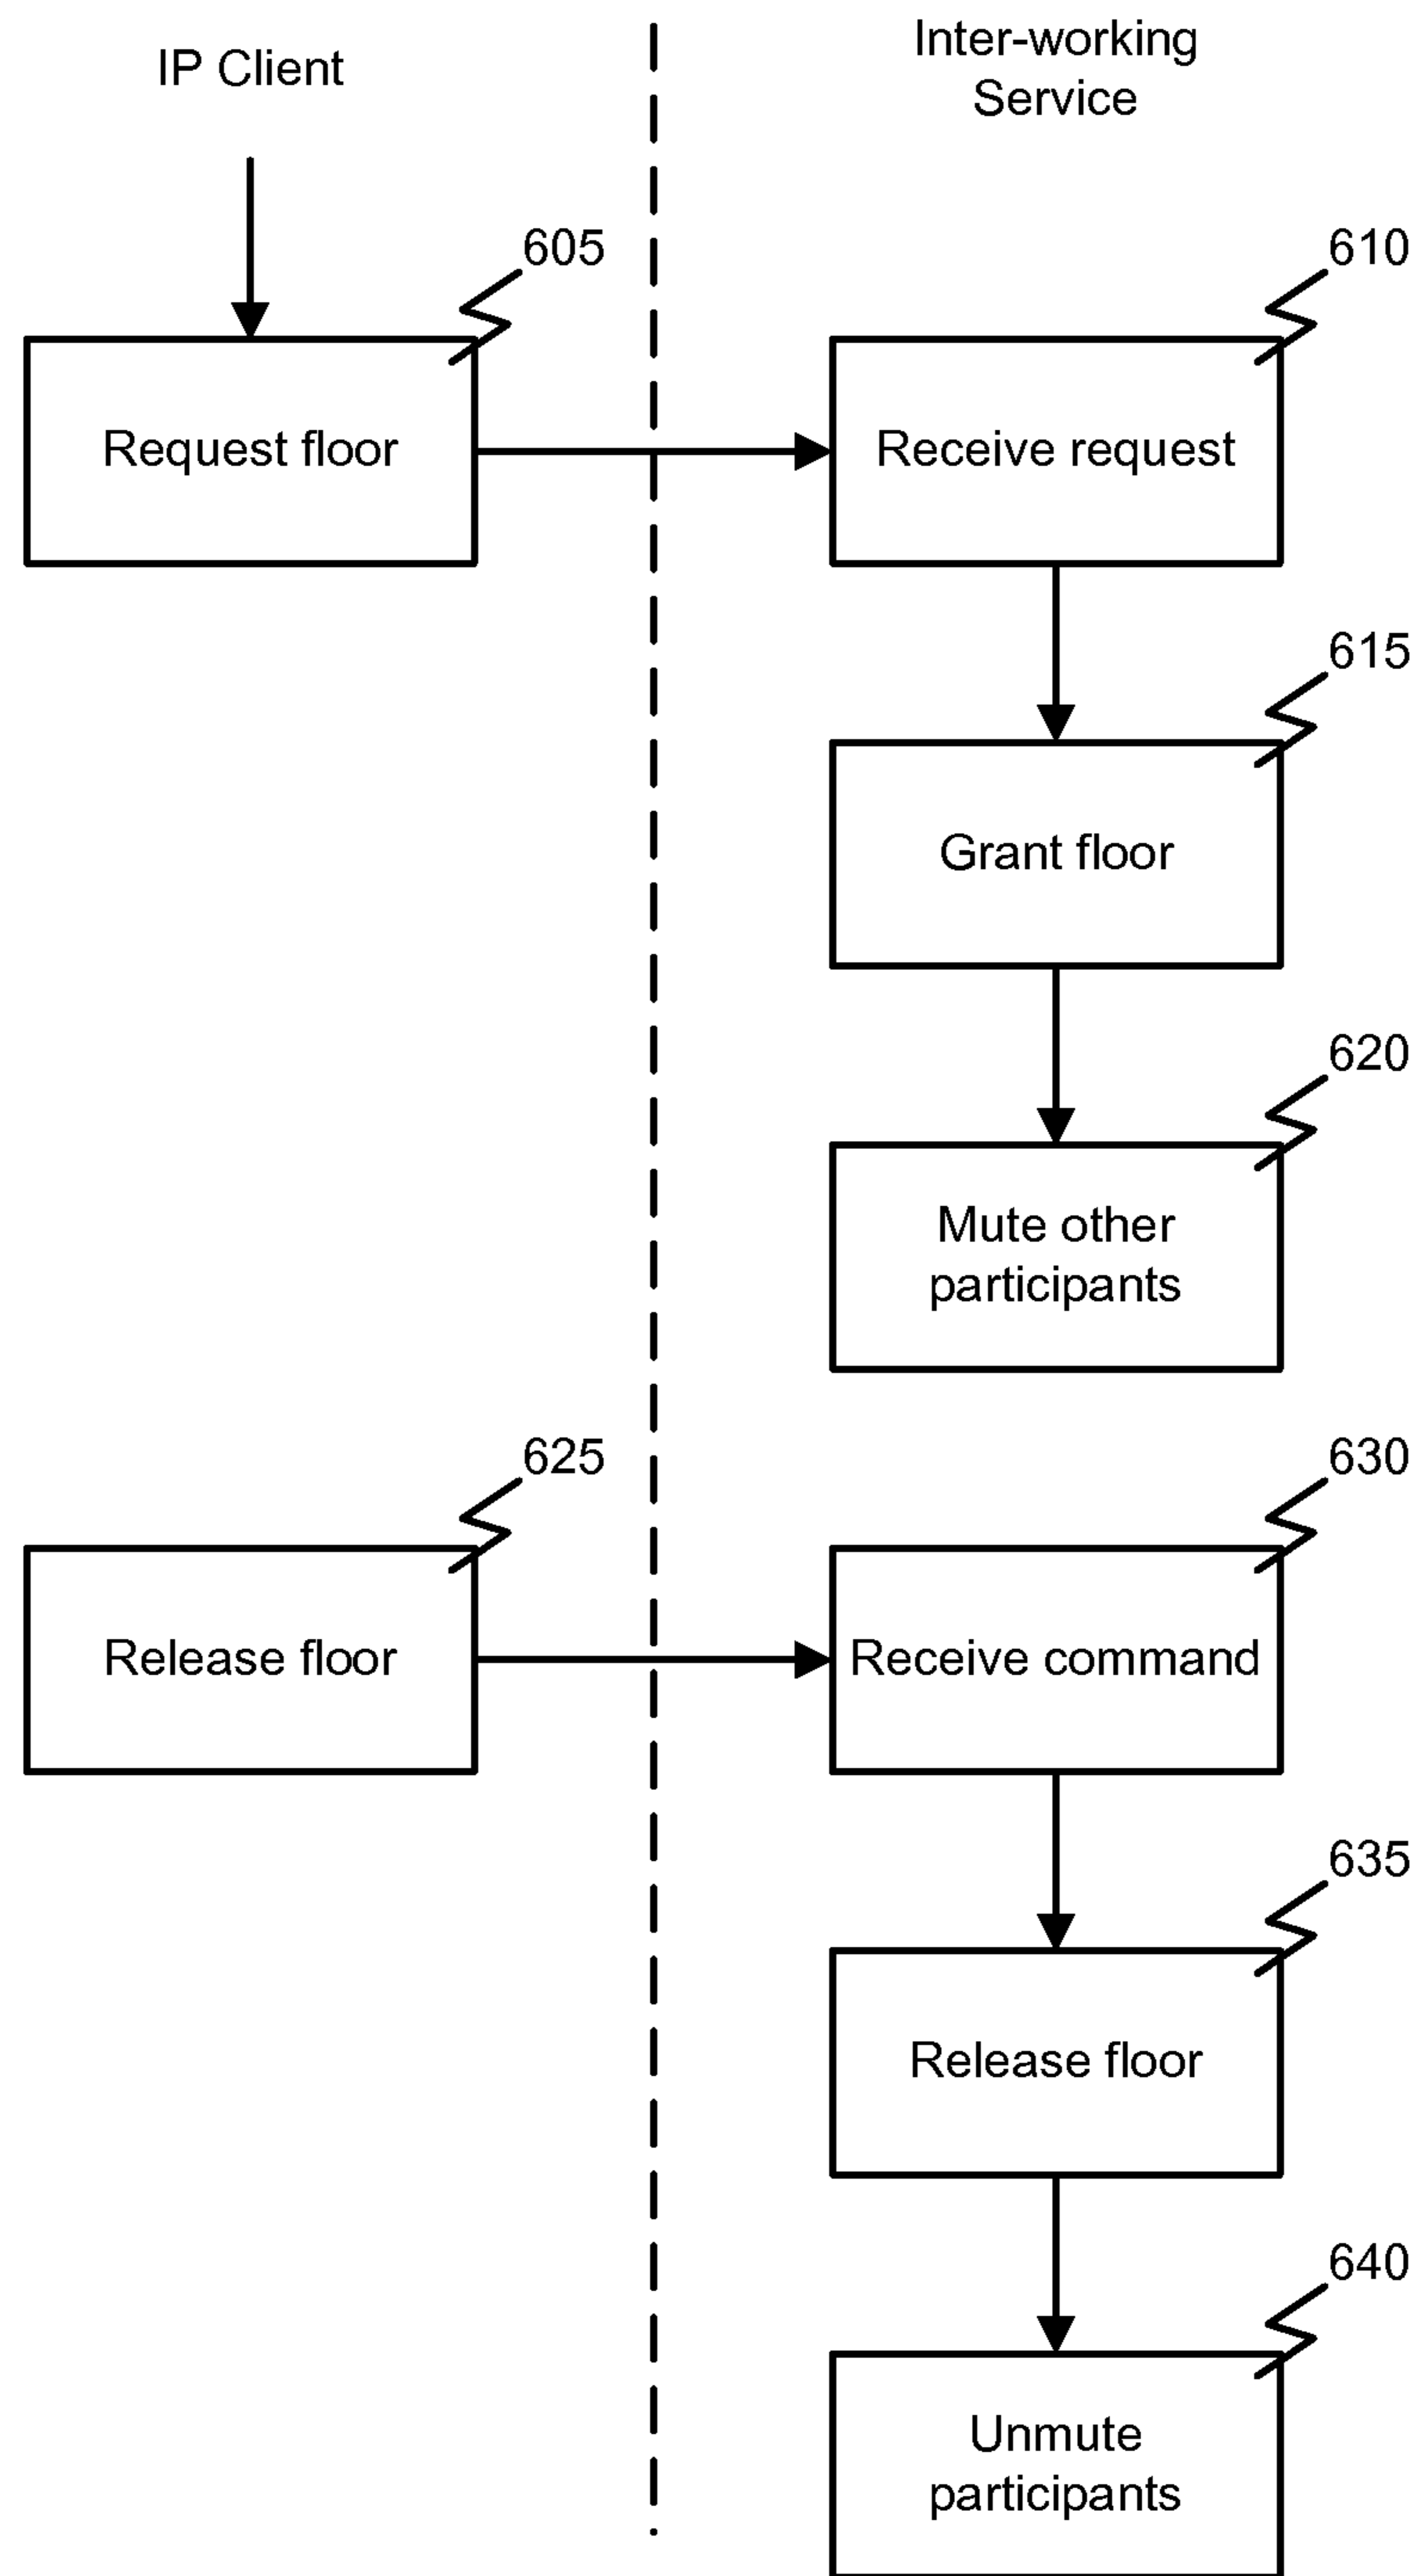 IP Client
Inter-working
Service
605
610
Request floor
Receive request
615
Grant floor
620
Mute other
participants
625
630
Release floor
Receive command
635
Release floor
640
Unmute
participants